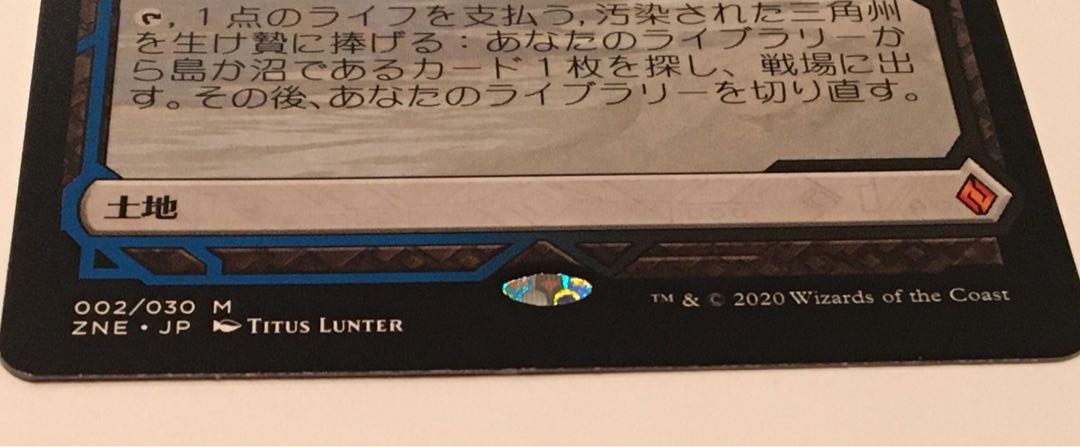 , 1点のライフを支払う, 汚染された三角州
を生け贄に捧げる：あなたのライブラリーか
ら島か沼であるカード1枚を探し、戦場に出
す。その後、あなたのライブラリーを切り直す。
土地
002/030 M
ZNE • JP TITUS LUNTER
™ & © 2020 Wizards of the Coast